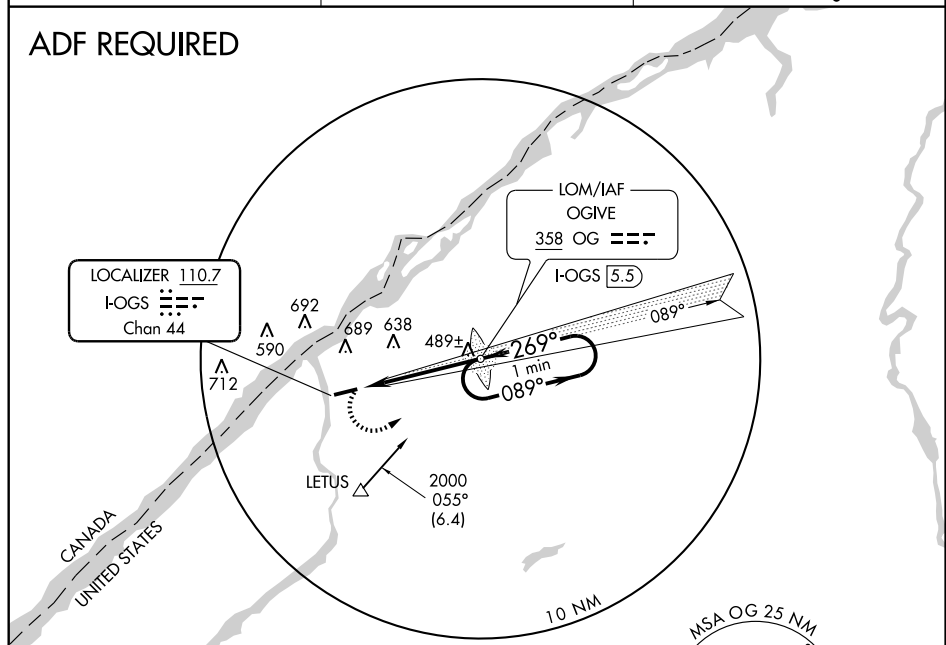 ADF REQUIRED
LOM/IAF
OGIVE
358 OG
I-OGS 5.5
LOCALIZER 110.7
I-OGS
Chan 44
089°
692
590
689
638
712
489±
269°
1 min
089°
LETUS
2000
055°
(6.4)
CANADA
UNITED STATES
10 NM
MSA OG 25 NM